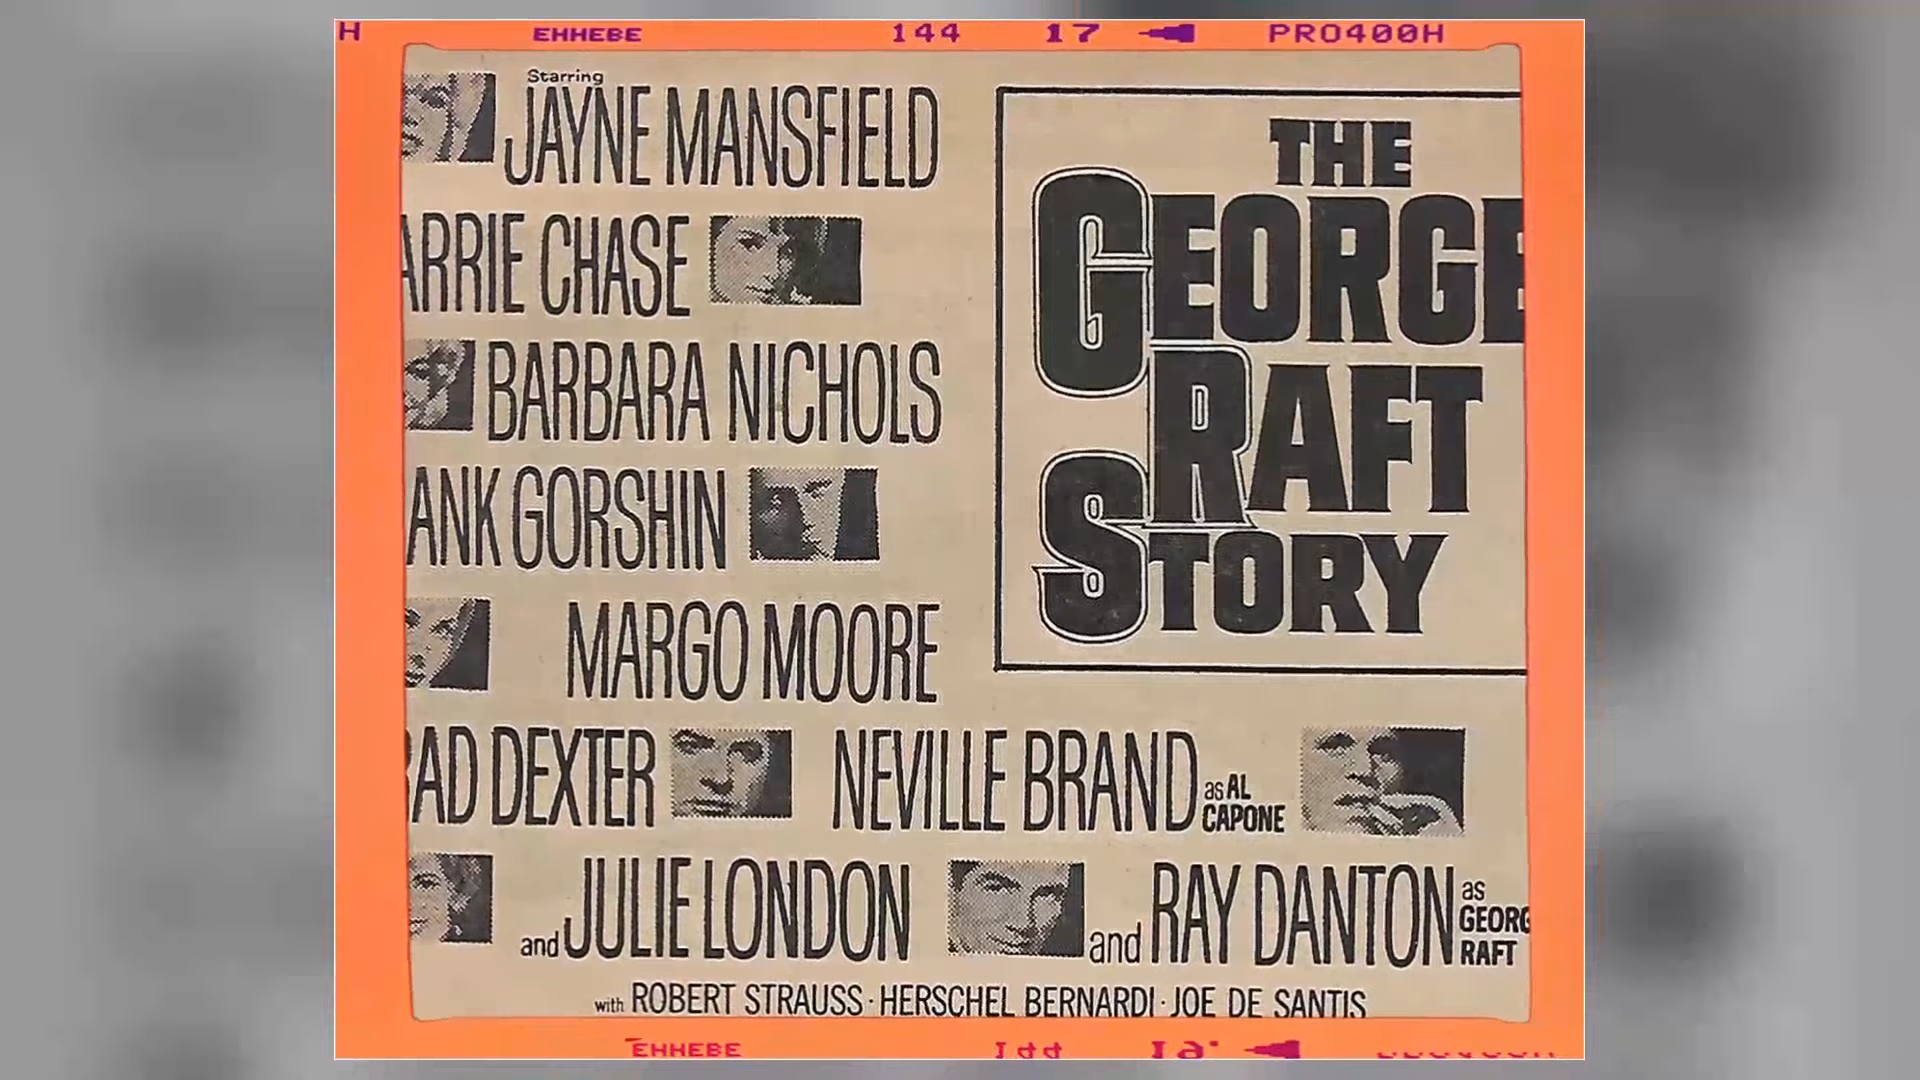 H EHHEBE 144 17 PRO400H
Starring
JAYNE MANSFIELD
ARRIE CHASE
BARBARA NICHOLS
ANK GORSHIN
MARGO MOORE
RAD DEXTER NEVILLE BRAND as AL CAPONE
and JULIE LONDON and RAY DANTON as GEORG RAFT
with ROBERT STRAUSS · HERSCHEL BERNARDI · JOE DE SANTIS
THE
GEORGE
RAFT
STORY
EHHEBE 144